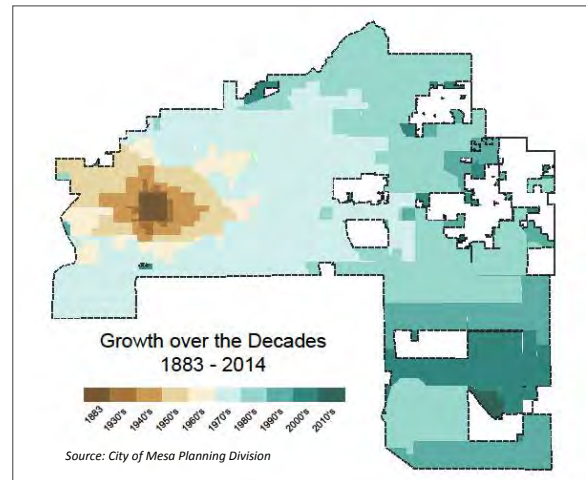 Growth over the Decades
1883 - 2014
1883
1930's
1940's
1950's
1960's
1970's
1980's
1990's
2000's
2010's
Source: City of Mesa Planning Division